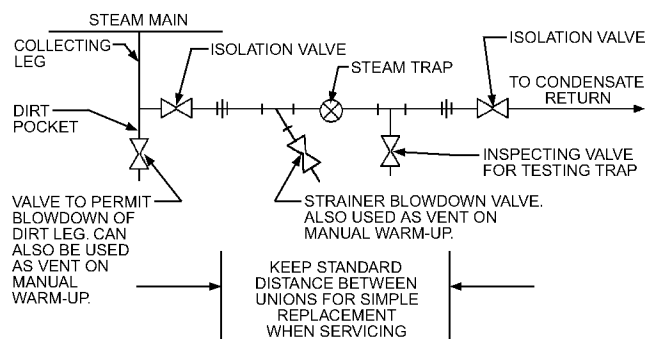 STEAM MAIN
COLLECTING
LEG
ISOLATION VALVE
ISOLATION VALVE
STEAM TRAP
TO CONDENSATE
RETURN
DIRT
POCKET
INSPECTING VALVE
FOR TESTING TRAP
VALVE TO PERMIT
BLOWDOWN OF
DIRT LEG. CAN
ALSO BE USED
AS VENT ON
MANUAL
WARM-UP.
STRAINER BLOWDOWN VALVE.
ALSO USED AS VENT ON
MANUAL WARM-UP.
KEEP STANDARD
DISTANCE BETWEEN
UNIONS FOR SIMPLE
REPLACEMENT
WHEN SERVICING